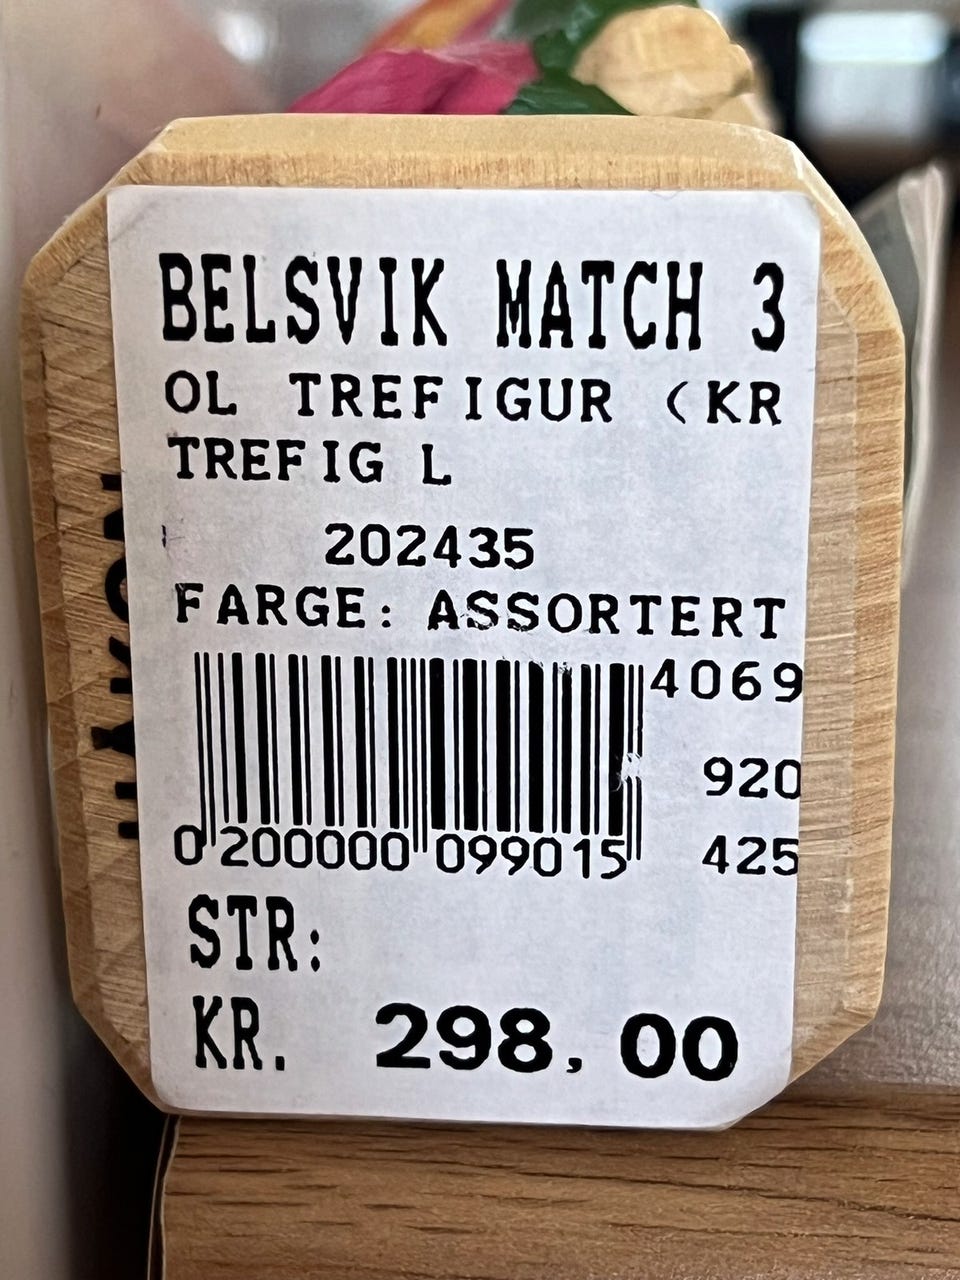 BELSVIK MATCH 3
OL TREFIGUR (KR
TREFIG L
202435
FARGE: ASSORTERT
4069
920
0 200000 099015 425
STR:
KR. 298,00